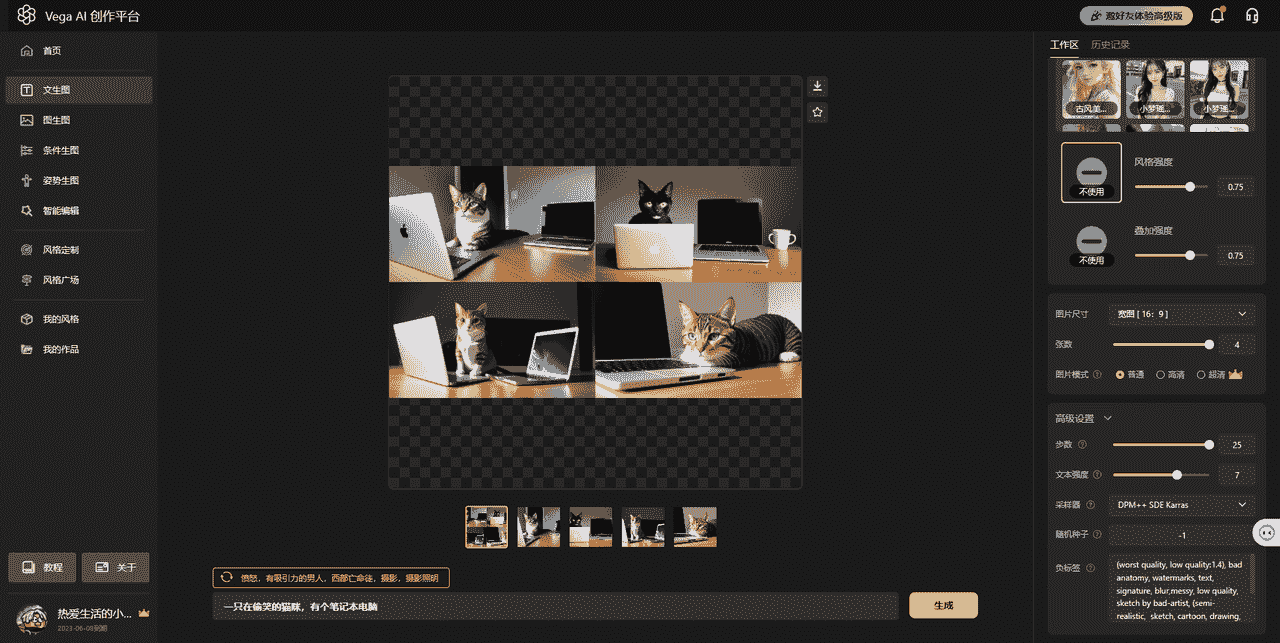 Vega AI 创作平台
邀好友体验高级版
首页
文生图
图生图
条件生图
姿势生图
智能编辑
风格定制
风格广场
我的风格
我的作品
教程
关于
热爱生活的小...
2023-06-08到期
愤怒，有吸引力的男人，西部亡命徒，摄影，摄影照明
一只在偷笑的猫咪，有个笔记本电脑
生成
工作区
历史记录
古风美...
小梦瑶...
小梦瑶...
不使用
风格强度
0.75
不使用
叠加强度
0.75
图片尺寸
宽图 [ 16：9 ]
张数
4
图片模式
普通
高清
超清
高级设置
步数
25
文本强度
7
采样器
DPM++ SDE Karras
随机种子
-1
负标签
(worst quality, low quality:1.4), bad
anatomy, watermarks, text,
signature, blur,messy, low quality,
sketch by bad-artist, (semi-
realistic, sketch, cartoon, drawing,